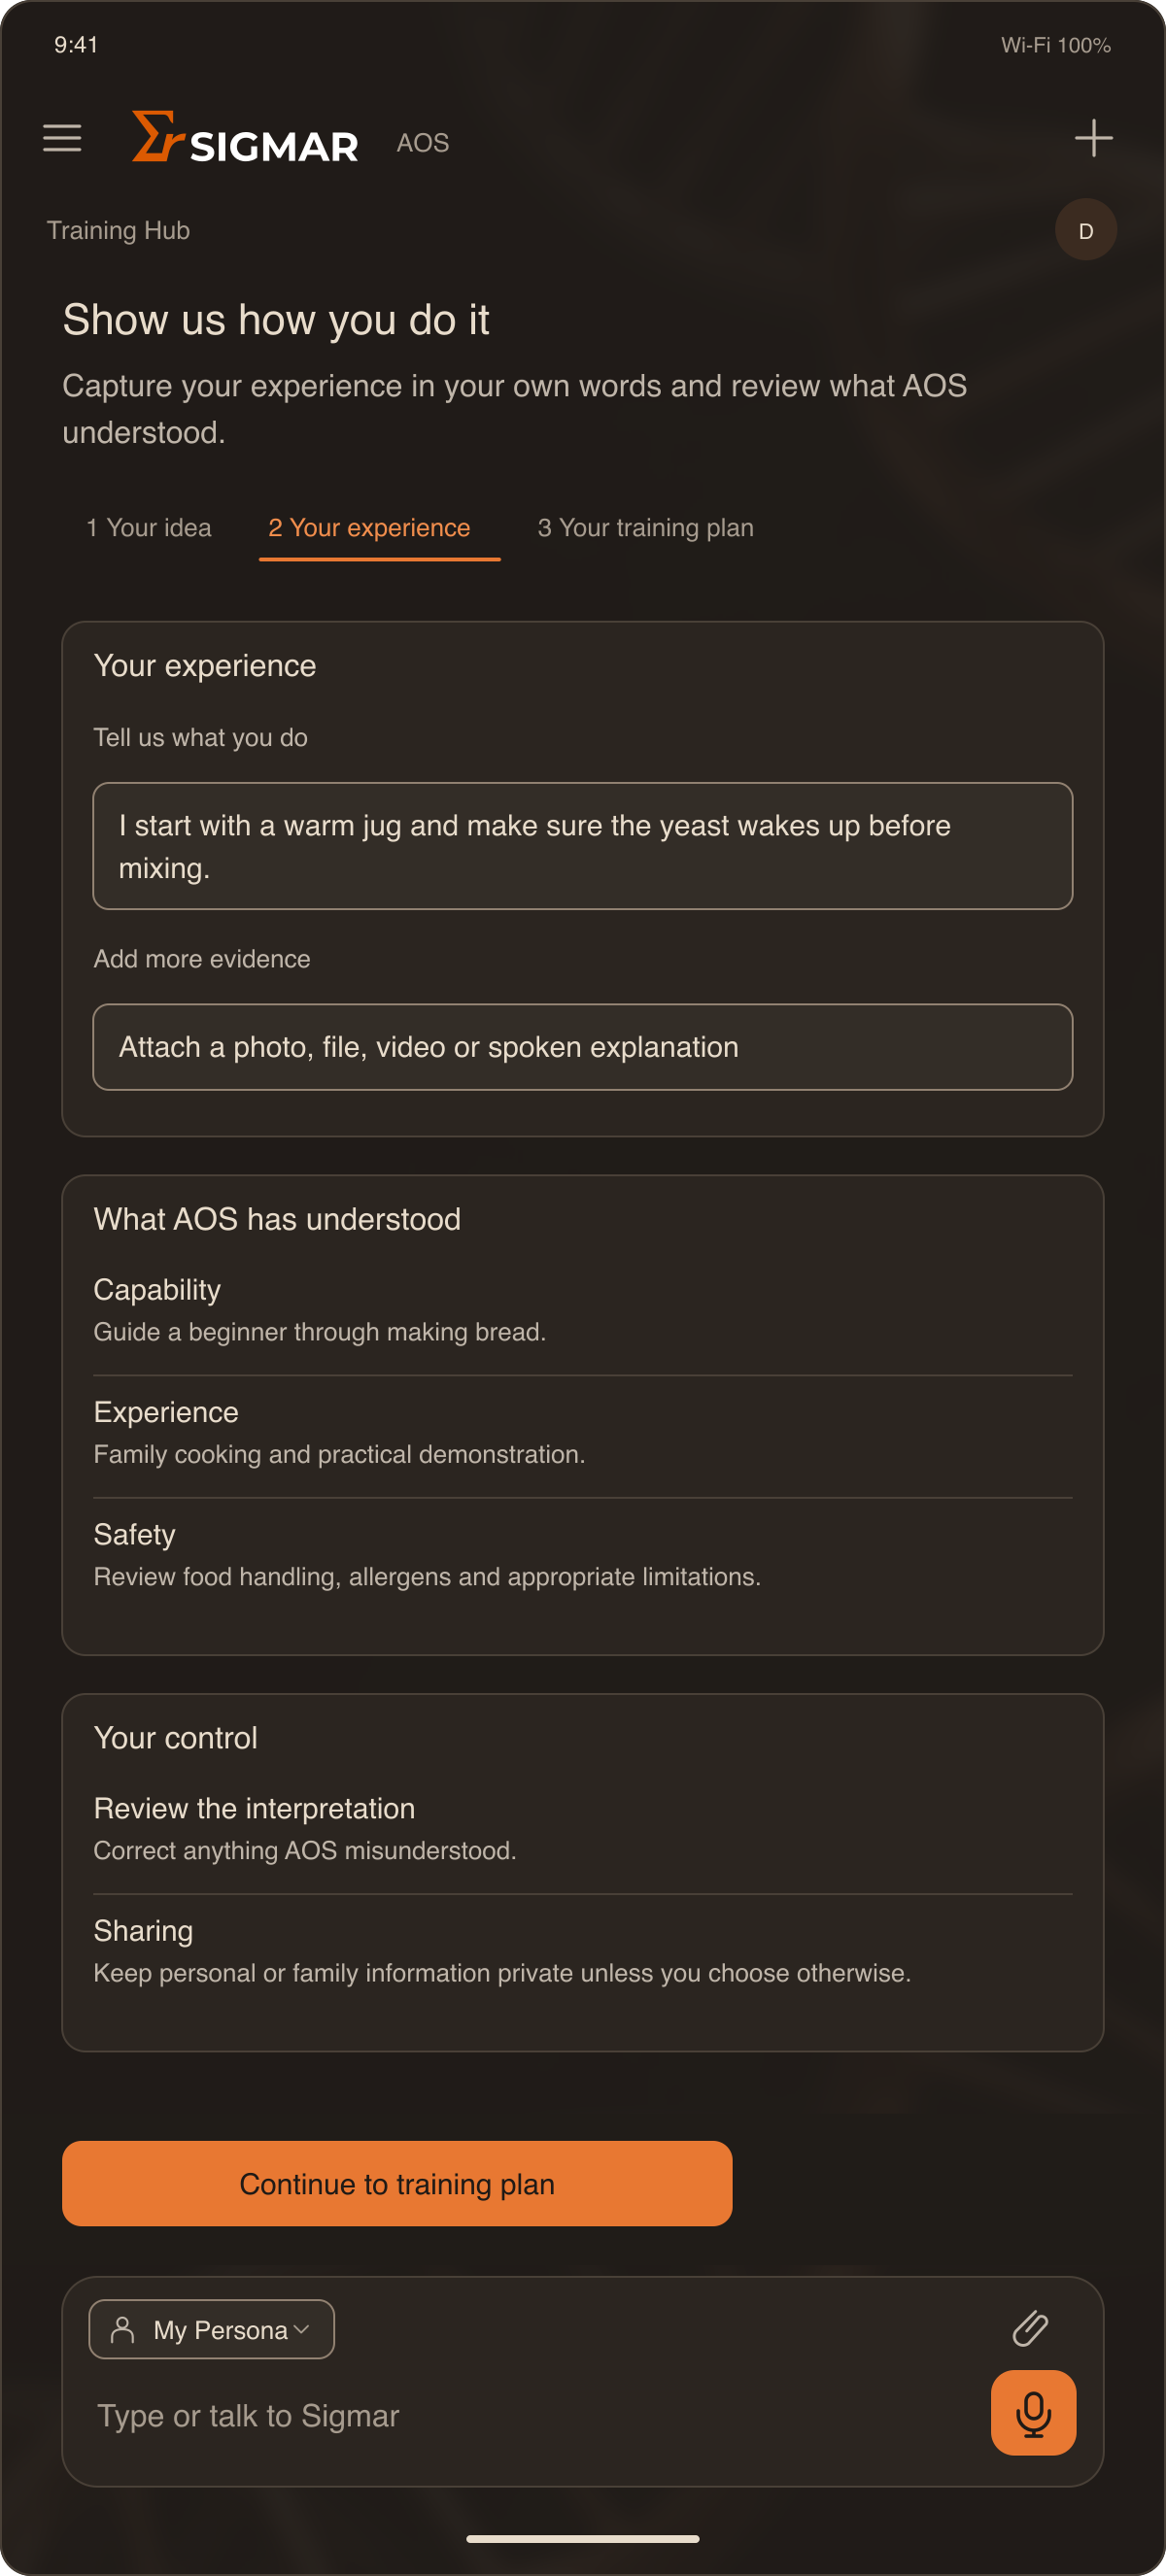 9:41
Wi-Fi 100%
Σr SIGMAR AOS
Training Hub
D
Show us how you do it
Capture your experience in your own words and review what AOS
understood.
1 Your idea
2 Your experience
3 Your training plan
Your experience
Tell us what you do
I start with a warm jug and make sure the yeast wakes up before
mixing.
Add more evidence
Attach a photo, file, video or spoken explanation
What AOS has understood
Capability
Guide a beginner through making bread.
Experience
Family cooking and practical demonstration.
Safety
Review food handling, allergens and appropriate limitations.
Your control
Review the interpretation
Correct anything AOS misunderstood.
Sharing
Keep personal or family information private unless you choose otherwise.
Continue to training plan
My Persona
Type or talk to Sigmar